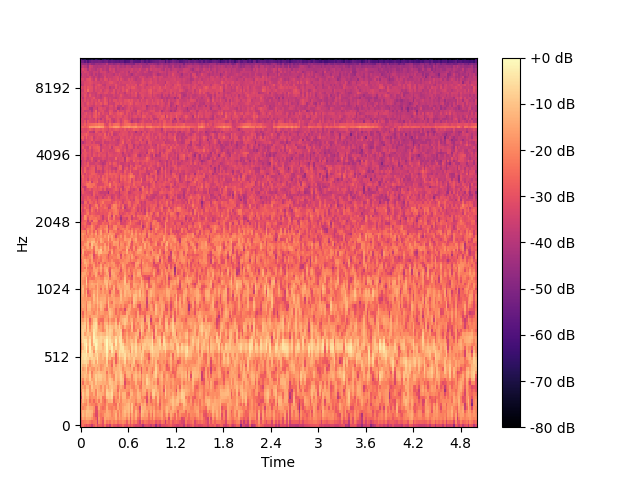 +0 dB
8192
-10 dB
4096
-20 dB
-30 dB
2048
Hz
-40 dB
1024
-50 dB
-60 dB
512
-70 dB
0
-80 dB
0 0.6 1.2 1.8 2.4 3 3.6 4.2 4.8
Time